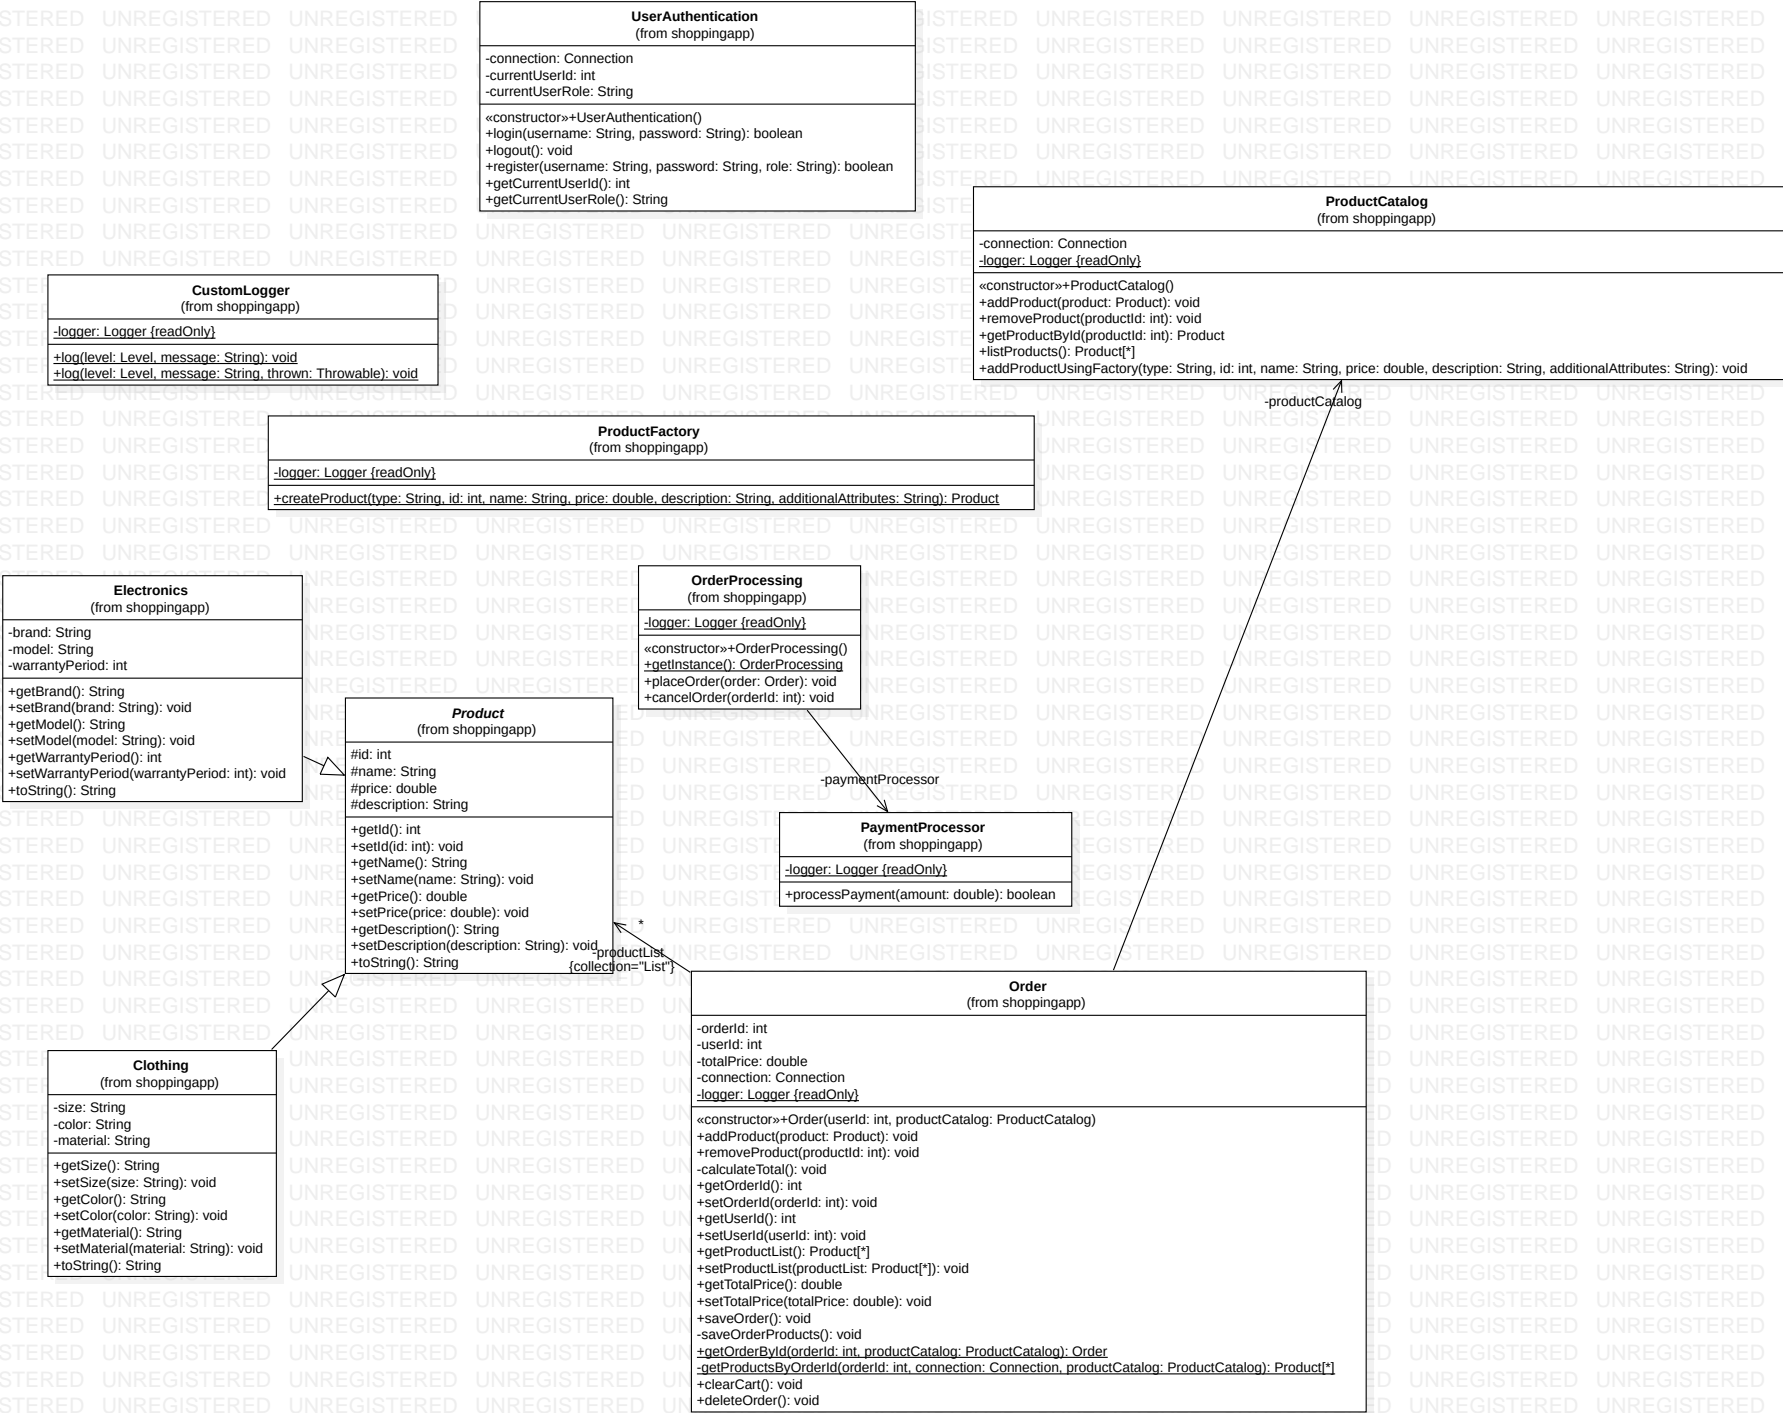 UserAuthentication
(from shoppingapp)
-connection: Connection
-currentUserId: int
-currentUserRole: String
«constructor»+UserAuthentication()
+login(username: String, password: String): boolean
+logout(): void
+register(username: String, password: String, role: String): boolean
+getCurrentUserId(): int
+getCurrentUserRole(): String
ProductCatalog
(from shoppingapp)
-connection: Connection
-logger: Logger {readOnly}
«constructor»+ProductCatalog()
+addProduct(product: Product): void
+removeProduct(productId: int): void
+getProductById(productId: int): Product
+listProducts(): Product[*]
+addProductUsingFactory(type: String, id: int, name: String, price: double, description: String, additionalAttributes: String): void
CustomLogger
(from shoppingapp)
-logger: Logger {readOnly}
+log(level: Level, message: String): void
+log(level: Level, message: String, thrown: Throwable): void
-productCatalog
ProductFactory
(from shoppingapp)
-logger: Logger {readOnly}
+createProduct(type: String, id: int, name: String, price: double, description: String, additionalAttributes: String): Product
Electronics
(from shoppingapp)
-brand: String
-model: String
-warrantyPeriod: int
+getBrand(): String
+setBrand(brand: String): void
+getModel(): String
+setModel(model: String): void
+getWarrantyPeriod(): int
+setWarrantyPeriod(warrantyPeriod: int): void
+toString(): String
OrderProcessing
(from shoppingapp)
-logger: Logger {readOnly}
«constructor»+OrderProcessing()
+getInstance(): OrderProcessing
+placeOrder(order: Order): void
+cancelOrder(orderId: int): void
Product
(from shoppingapp)
#id: int
#name: String
#price: double
#description: String
+getId(): int
+setId(id: int): void
+getName(): String
+setName(name: String): void
+getPrice(): double
+setPrice(price: double): void
+getDescription(): String
+setDescription(description: String): void
+toString(): String
-paymentProcessor
PaymentProcessor
(from shoppingapp)
-logger: Logger {readOnly}
+processPayment(amount: double): boolean
*
-productList
{collection="List"}
Order
(from shoppingapp)
-orderId: int
-userId: int
-totalPrice: double
-connection: Connection
-logger: Logger {readOnly}
«constructor»+Order(userId: int, productCatalog: ProductCatalog)
+addProduct(product: Product): void
+removeProduct(productId: int): void
-calculateTotal(): void
+getOrderId(): int
+setOrderId(orderId: int): void
+getUserId(): int
+setUserId(userId: int): void
+getProductList(): Product[*]
+setProductList(productList: Product[*]): void
+getTotalPrice(): double
+setTotalPrice(totalPrice: double): void
+saveOrder(): void
-saveOrderProducts(): void
+getOrderById(orderId: int, productCatalog: ProductCatalog): Order
-getProductsByOrderId(orderId: int, connection: Connection, productCatalog: ProductCatalog): Product[*]
+clearCart(): void
+deleteOrder(): void
Clothing
(from shoppingapp)
-size: String
-color: String
-material: String
+getSize(): String
+setSize(size: String): void
+getColor(): String
+setColor(color: String): void
+getMaterial(): String
+setMaterial(material: String): void
+toString(): String
UNREGISTERED